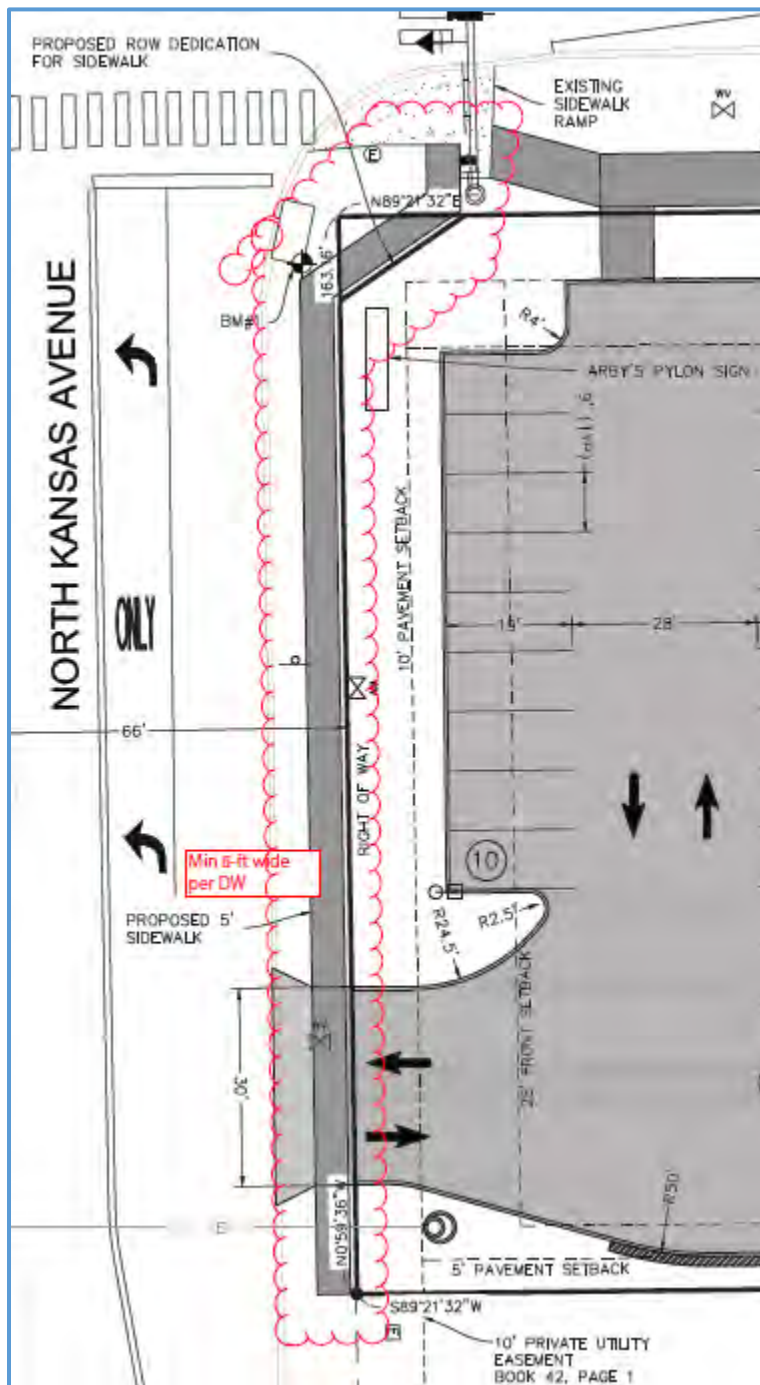 PROPOSED ROW DEDICATION
FOR SIDEWALK
EXISTING
SIDEWALK
RAMP
WV
E
N89°21'32"E
163.16'
BM#1
NORTH KANSAS AVENUE
R4'
ARBY'S PYLON SIGN
9' (TYP)
10' PAVEMENT SETBACK
ONLY
19'
28'
66'
RIGHT OF WAY
10
Min 6-ft wide
per DW
PROPOSED 5'
SIDEWALK
R2.5'
R24.5'
25' FRONT SETBACK
30'
N0°59'36"W
R50'
5' PAVEMENT SETBACK
S89°21'32"W
E
10' PRIVATE UTILITY
EASEMENT
BOOK 42, PAGE 1